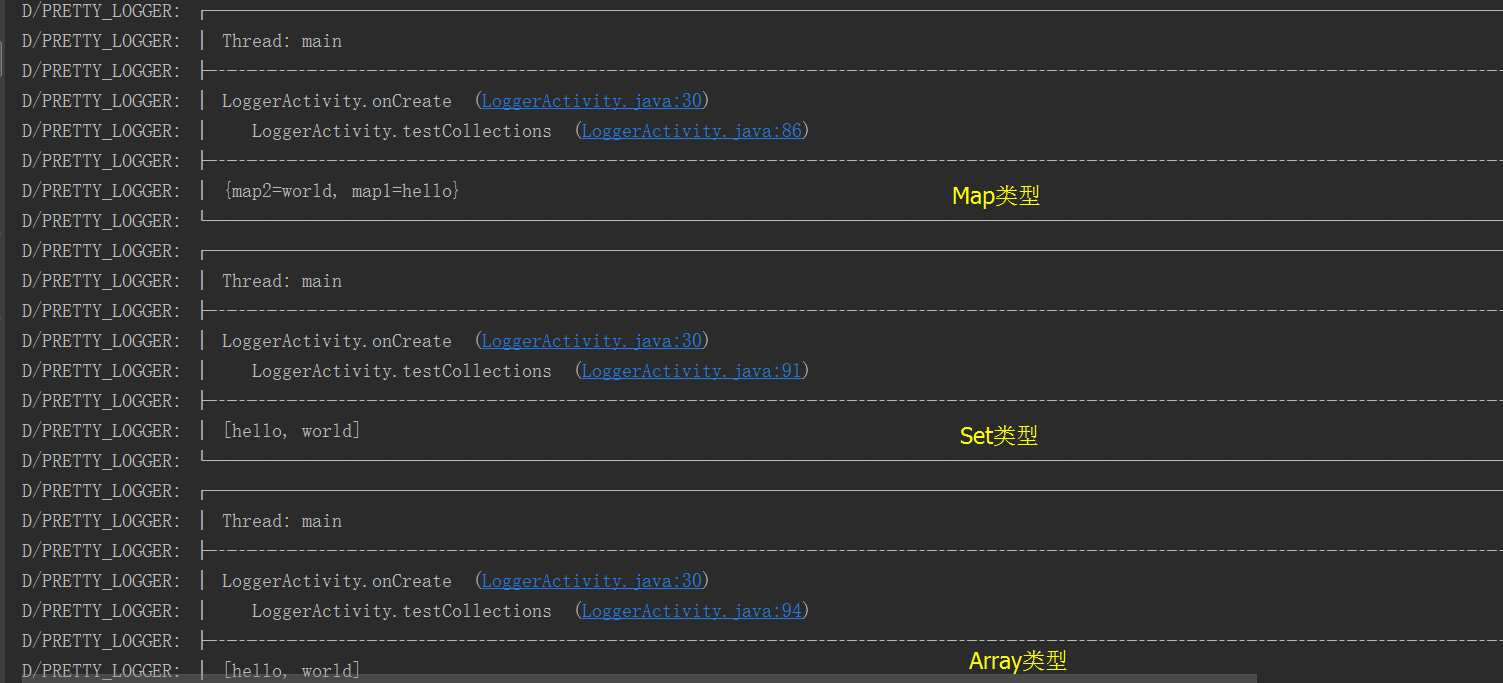 D/PRETTY_LOGGER: ┌────────────────────────────────────────
D/PRETTY_LOGGER: │ Thread: main
D/PRETTY_LOGGER: ├┄┄┄┄┄┄┄┄┄┄┄┄┄┄┄┄┄┄┄┄┄┄┄┄┄┄┄┄┄┄┄┄┄┄┄┄┄┄┄┄
D/PRETTY_LOGGER: │ LoggerActivity.onCreate  (LoggerActivity.java:30)
D/PRETTY_LOGGER: │    LoggerActivity.testCollections  (LoggerActivity.java:86)
D/PRETTY_LOGGER: ├┄┄┄┄┄┄┄┄┄┄┄┄┄┄┄┄┄┄┄┄┄┄┄┄┄┄┄┄┄┄┄┄┄┄┄┄┄┄┄┄
D/PRETTY_LOGGER: │ {map2=world, map1=hello} Map类型
D/PRETTY_LOGGER: └────────────────────────────────────────
D/PRETTY_LOGGER: ┌────────────────────────────────────────
D/PRETTY_LOGGER: │ Thread: main
D/PRETTY_LOGGER: ├┄┄┄┄┄┄┄┄┄┄┄┄┄┄┄┄┄┄┄┄┄┄┄┄┄┄┄┄┄┄┄┄┄┄┄┄┄┄┄┄
D/PRETTY_LOGGER: │ LoggerActivity.onCreate  (LoggerActivity.java:30)
D/PRETTY_LOGGER: │    LoggerActivity.testCollections  (LoggerActivity.java:91)
D/PRETTY_LOGGER: ├┄┄┄┄┄┄┄┄┄┄┄┄┄┄┄┄┄┄┄┄┄┄┄┄┄┄┄┄┄┄┄┄┄┄┄┄┄┄┄┄
D/PRETTY_LOGGER: │ [hello, world] Set类型
D/PRETTY_LOGGER: └────────────────────────────────────────
D/PRETTY_LOGGER: ┌────────────────────────────────────────
D/PRETTY_LOGGER: │ Thread: main
D/PRETTY_LOGGER: ├┄┄┄┄┄┄┄┄┄┄┄┄┄┄┄┄┄┄┄┄┄┄┄┄┄┄┄┄┄┄┄┄┄┄┄┄┄┄┄┄
D/PRETTY_LOGGER: │ LoggerActivity.onCreate  (LoggerActivity.java:30)
D/PRETTY_LOGGER: │    LoggerActivity.testCollections  (LoggerActivity.java:94)
D/PRETTY_LOGGER: ├┄┄┄┄┄┄┄┄┄┄┄┄┄┄┄┄┄┄┄┄┄┄┄┄┄┄┄┄┄┄┄┄┄┄┄┄┄┄┄┄
D/PRETTY_LOGGER: │ [hello, world] Array类型